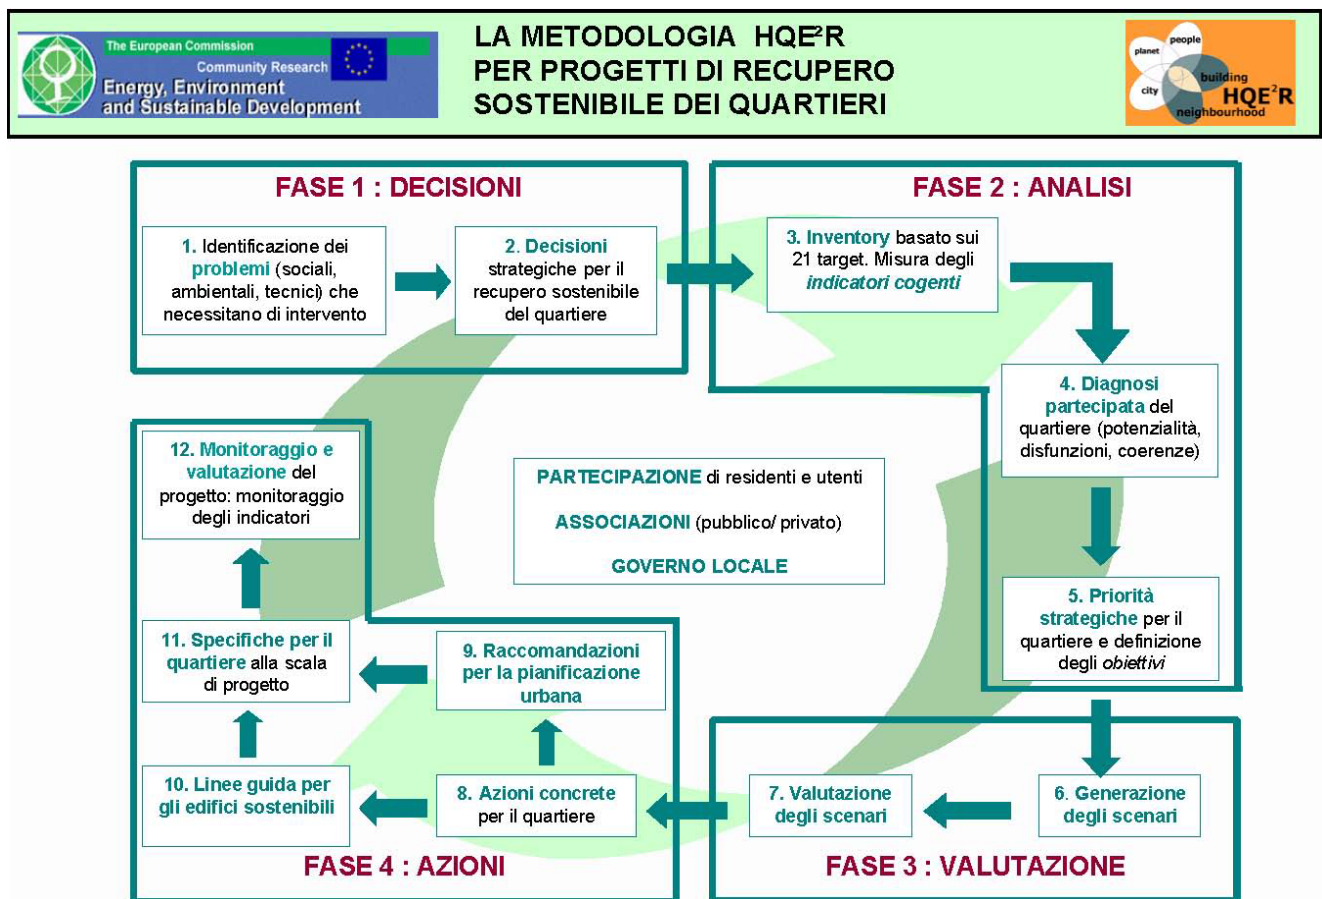 The European Commission
Community Research
Energy, Environment
and Sustainable Development
LA METODOLOGIA HQE²R
PER PROGETTI DI RECUPERO
SOSTENIBILE DEI QUARTIERI
people
planet
city
building
HQE²R
neighbourhood
FASE 1 : DECISIONI
1. Identificazione dei
problemi (sociali,
ambientali, tecnici) che
necessitano di intervento
2. Decisioni
strategiche per il
recupero sostenibile
del quartiere
FASE 2 : ANALISI
3. Inventory basato sui
21 target. Misura degli
indicatori cogenti
4. Diagnosi
partecipata del
quartiere (potenzialità,
disfunzioni, coerenze)
5. Priorità
strategiche per il
quartiere e definizione
degli obiettivi
PARTECIPAZIONE di residenti e utenti
ASSOCIAZIONI (pubblico/ privato)
GOVERNO LOCALE
6. Generazione
degli scenari
7. Valutazione
degli scenari
FASE 3 : VALUTAZIONE
8. Azioni concrete
per il quartiere
9. Raccomandazioni
per la pianificazione
urbana
10. Linee guida per
gli edifici sostenibili
11. Specifiche per il
quartiere alla scala
di progetto
12. Monitoraggio e
valutazione del
progetto: monitoraggio
degli indicatori
FASE 4 : AZIONI